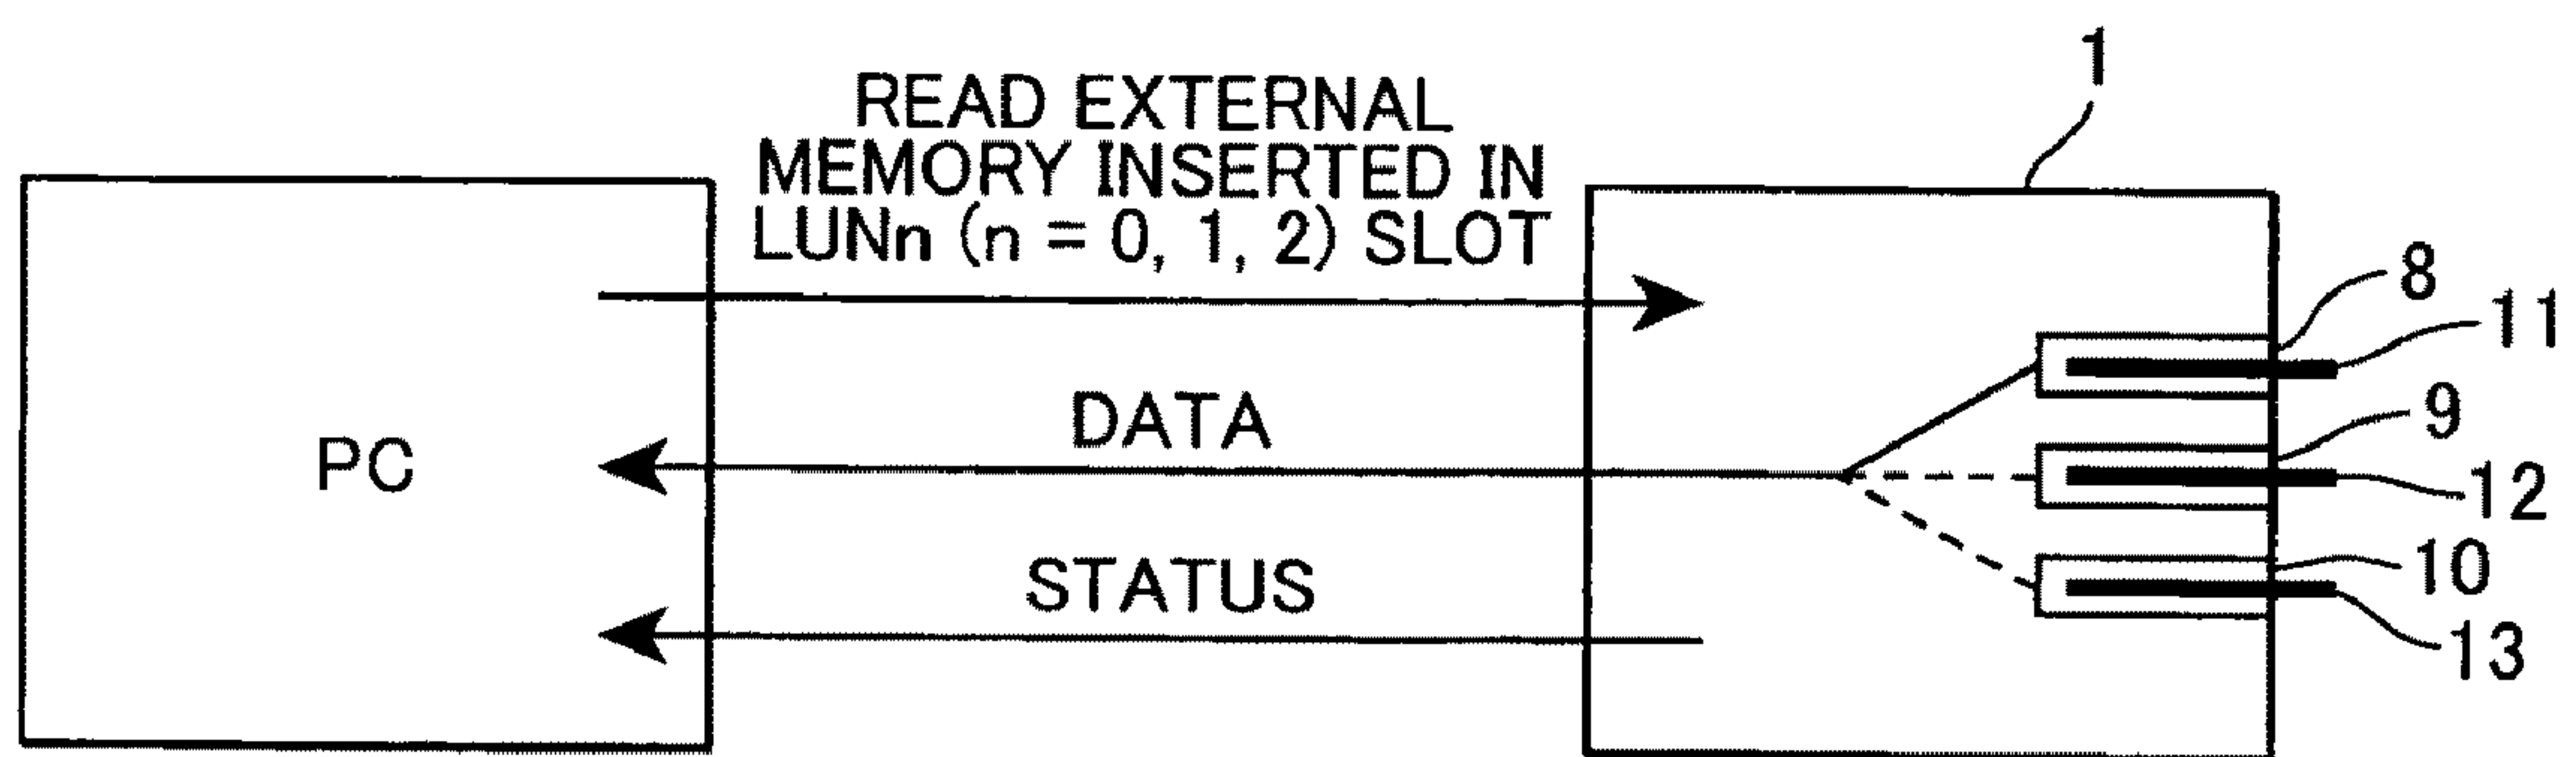 1
READ EXTERNAL
MEMORY INSERTED IN
LUNn (n = 0, 1, 2) SLOT
8
11
DATA
9
PC
12
STATUS
10
13